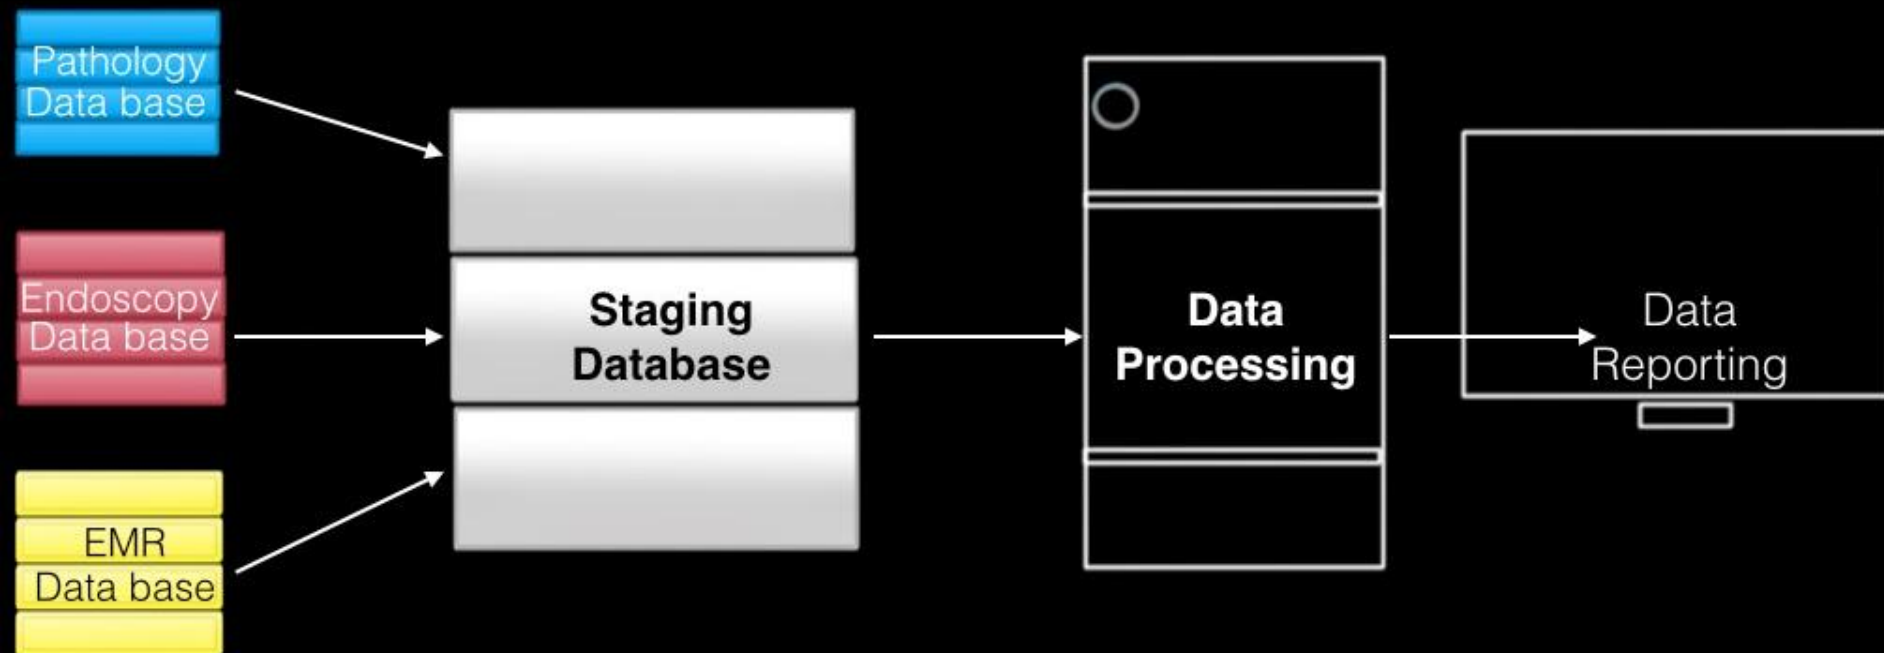 Pathology
Data base
Endoscopy
Data base
EMR
Data base
Staging
Database
Data
Processing
Data
Reporting